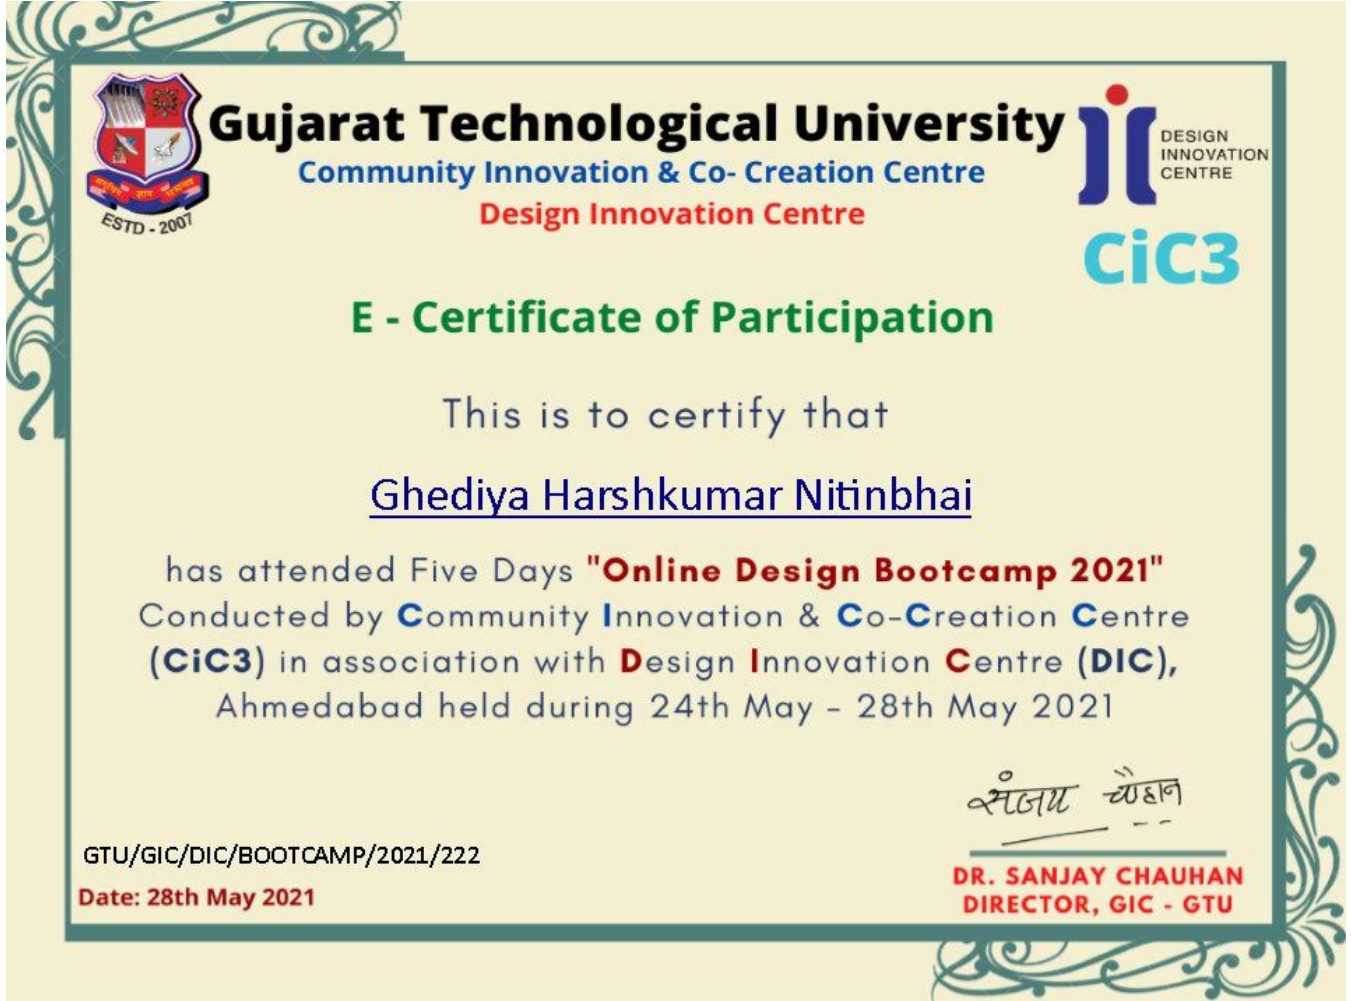 Gujarat Technological University
Community Innovation & Co- Creation Centre
Design Innovation Centre
ESTD - 2007
DESIGN
INNOVATION
CENTRE
CiC3
E - Certificate of Participation
This is to certify that
Ghediya Harshkumar Nitinbhai
has attended Five Days "Online Design Bootcamp 2021"
Conducted by Community Innovation & Co-Creation Centre
(CiC3) in association with Design Innovation Centre (DIC),
Ahmedabad held during 24th May - 28th May 2021
संजय चौहान
GTU/GIC/DIC/BOOTCAMP/2021/222
Date: 28th May 2021
DR. SANJAY CHAUHAN
DIRECTOR, GIC - GTU